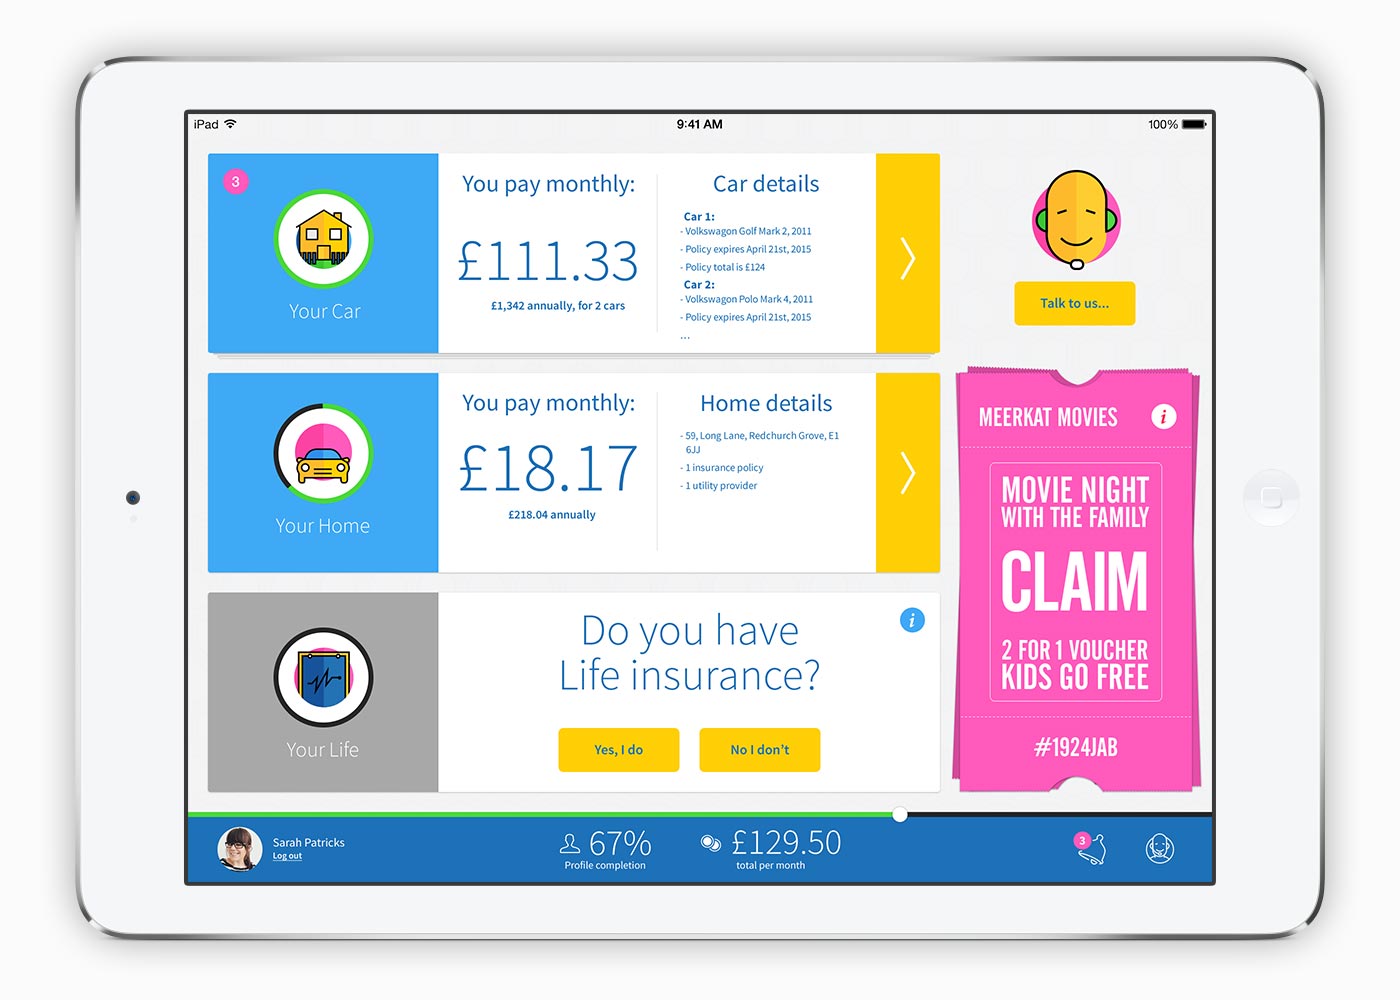 iPad
9:41 AM
100%
3
Your Car
You pay monthly:
£111.33
£1,342 annually, for 2 cars
Car details
Car 1:
- Volkswagon Golf Mark 2, 2011
- Policy expires April 21st, 2015
- Policy total is £124
Car 2:
- Volkswagon Polo Mark 4, 2011
- Policy expires April 21st, 2015
...
Talk to us...
Your Home
You pay monthly:
£18.17
£218.04 annually
Home details
- 59, Long Lane, Redchurch Grove, E1
6JJ
- 1 insurance policy
- 1 utility provider
MEERKAT MOVIES
i
MOVIE NIGHT
WITH THE FAMILY
CLAIM
2 FOR 1 VOUCHER
KIDS GO FREE
#1924JAB
Your Life
Do you have
Life insurance?
i
Yes, I do
No I don't
Sarah Patricks
Log out
67%
Profile completion
£129.50
total per month
3